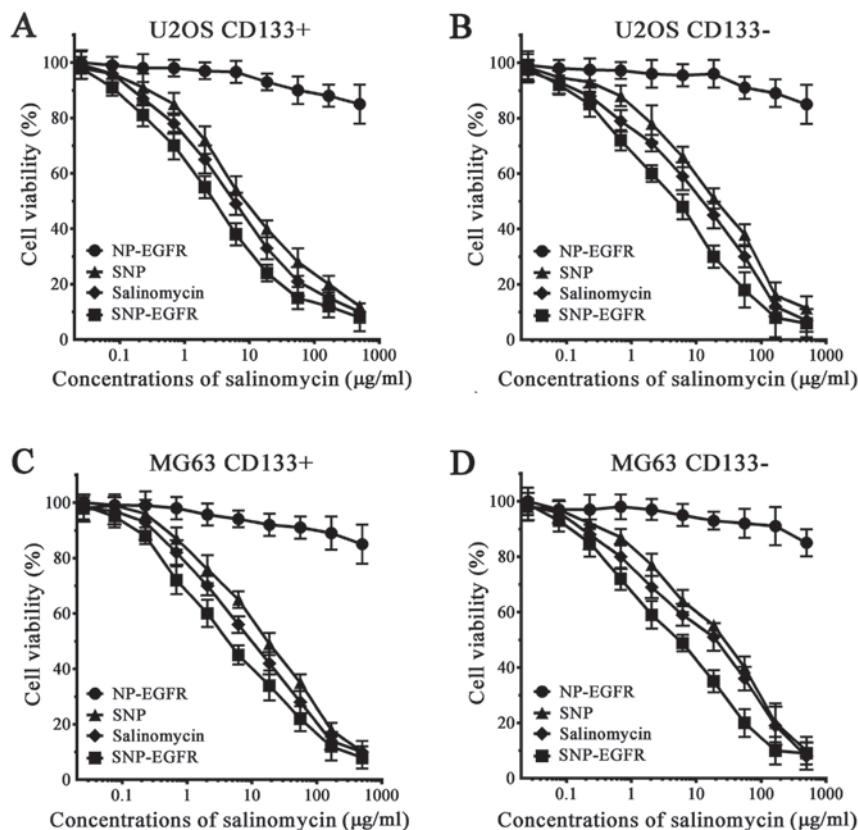 A U2OS CD133+
100
80
60
40
20
0
Cell viability (%)
NP-EGFR
SNP
Salinomycin
SNP-EGFR
0.1 1 10 100 1000
Concentrations of salinomycin (μg/ml)
B U2OS CD133-
100
80
60
40
20
0
Cell viability (%)
NP-EGFR
SNP
Salinomycin
SNP-EGFR
0.1 1 10 100 1000
Concentrations of salinomycin (μg/ml)
C MG63 CD133+
100
80
60
40
20
0
Cell viability (%)
NP-EGFR
SNP
Salinomycin
SNP-EGFR
0.1 1 10 100 1000
Concentrations of salinomycin (μg/ml)
D MG63 CD133-
100
80
60
40
20
0
Cell viability (%)
NP-EGFR
SNP
Salinomycin
SNP-EGFR
0.1 1 10 100 1000
Concentrations of salinomycin (μg/ml)